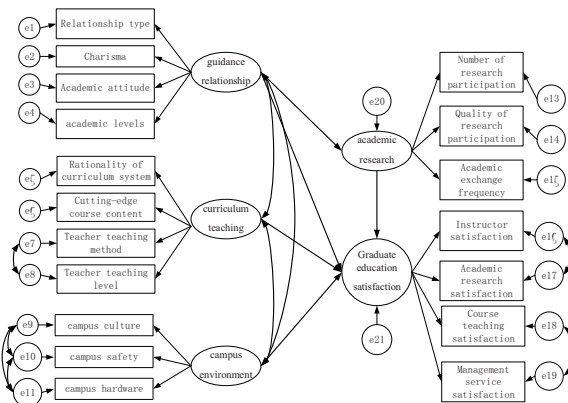 e1
Relationship type
e2
Charisma
e3
Academic attitude
e4
academic levels
guidance
relationship
e5
Rationality of
curriculum system
e6
Cutting-edge
course content
e7
Teacher teaching
method
e8
Teacher teaching
level
curriculum
teaching
e9
campus culture
e10
campus safety
e11
campus hardware
campus
environment
e20
academic
research
Graduate
education
satisfaction
e21
Number of
research
participation
e13
Quality of
research
participation
e14
Academic
exchange
frequency
e15
Instructor
satisfaction
e16
Academic
research
satisfaction
e17
Course
teaching
satisfaction
e18
Management
service
satisfaction
e19